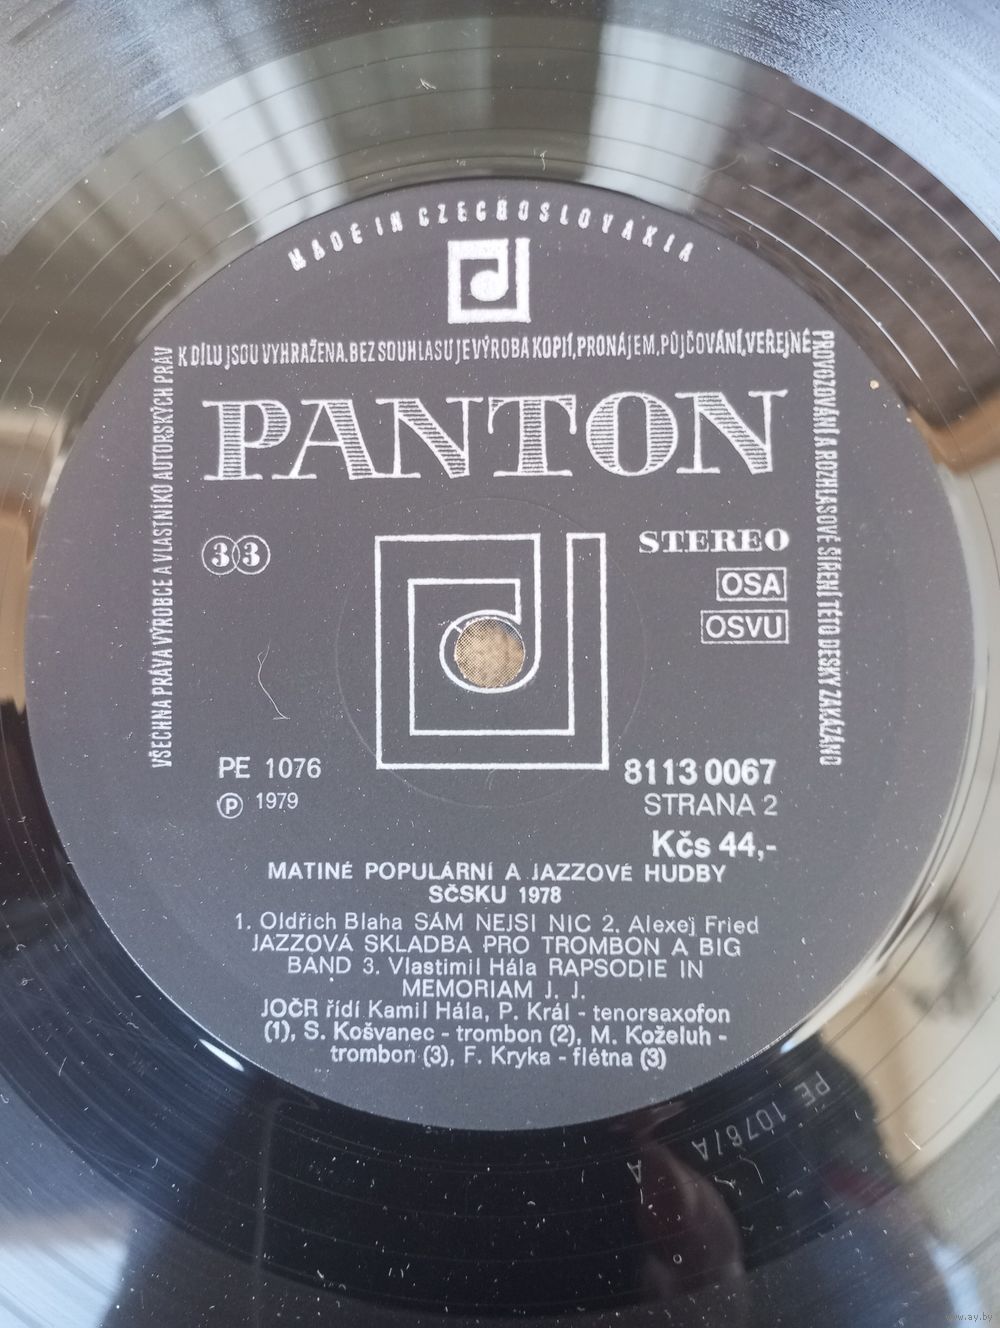 MADE IN CZECHOSLOVAKIA
VŠECHNA PRÁVA VÝROBCE A VLASTNÍKŮ AUTORSKÝCH PRÁV
K DÍLU JSOU VYHRAŽENA. BEZ SOUHLASU JE VÝROBA KOPIÍ, PRONÁJEM, PŮJČOVÁNÍ, VEŘEJNÉ
PROVOZOVÁNÍ A ROZHLASOVÉ ŠÍŘENÍ TÉTO DESKY ZAKÁZÁNO
PANTON
33
STEREO
OSA
OSVU
PE 1076
Ⓟ 1979
8113 0067
STRANA 2
Kčs 44,-
MATINÉ POPULÁRNÍ A JAZZOVÉ HUDBY
SČSKU 1978
1. Oldřich Blaha SÁM NEJSI NIC 2. Alexej Fried
JAZZOVÁ SKLADBA PRO TROMBON A BIG
BAND 3. Vlastimil Hála RAPSODIE IN
MEMORIAM J. J.
JOČR řídí Kamil Hála, P. Král - tenorsaxofon
(1), S. Košvanec - trombon (2), M. Koželuh -
trombon (3), F. Kryka - flétna (3)
PE 1076/A
A
www.ay.by